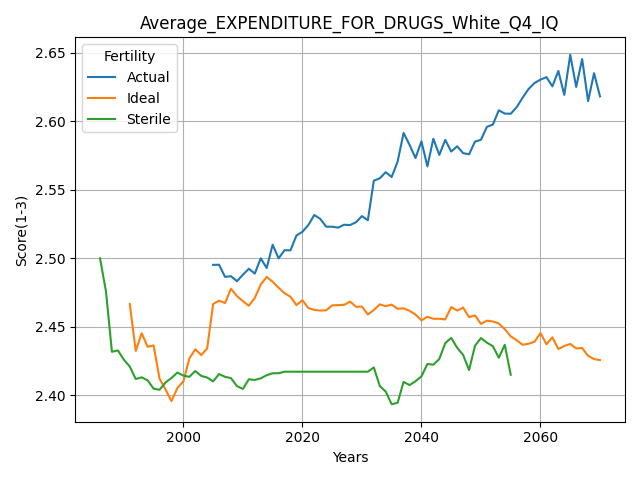 Average_EXPENDITURE_FOR_DRUGS_White_Q4_IQ
Fertility
Actual
Ideal
Sterile
Score(1-3)
2.65
2.60
2.55
2.50
2.45
2.40
2000
2020
2040
2060
Years